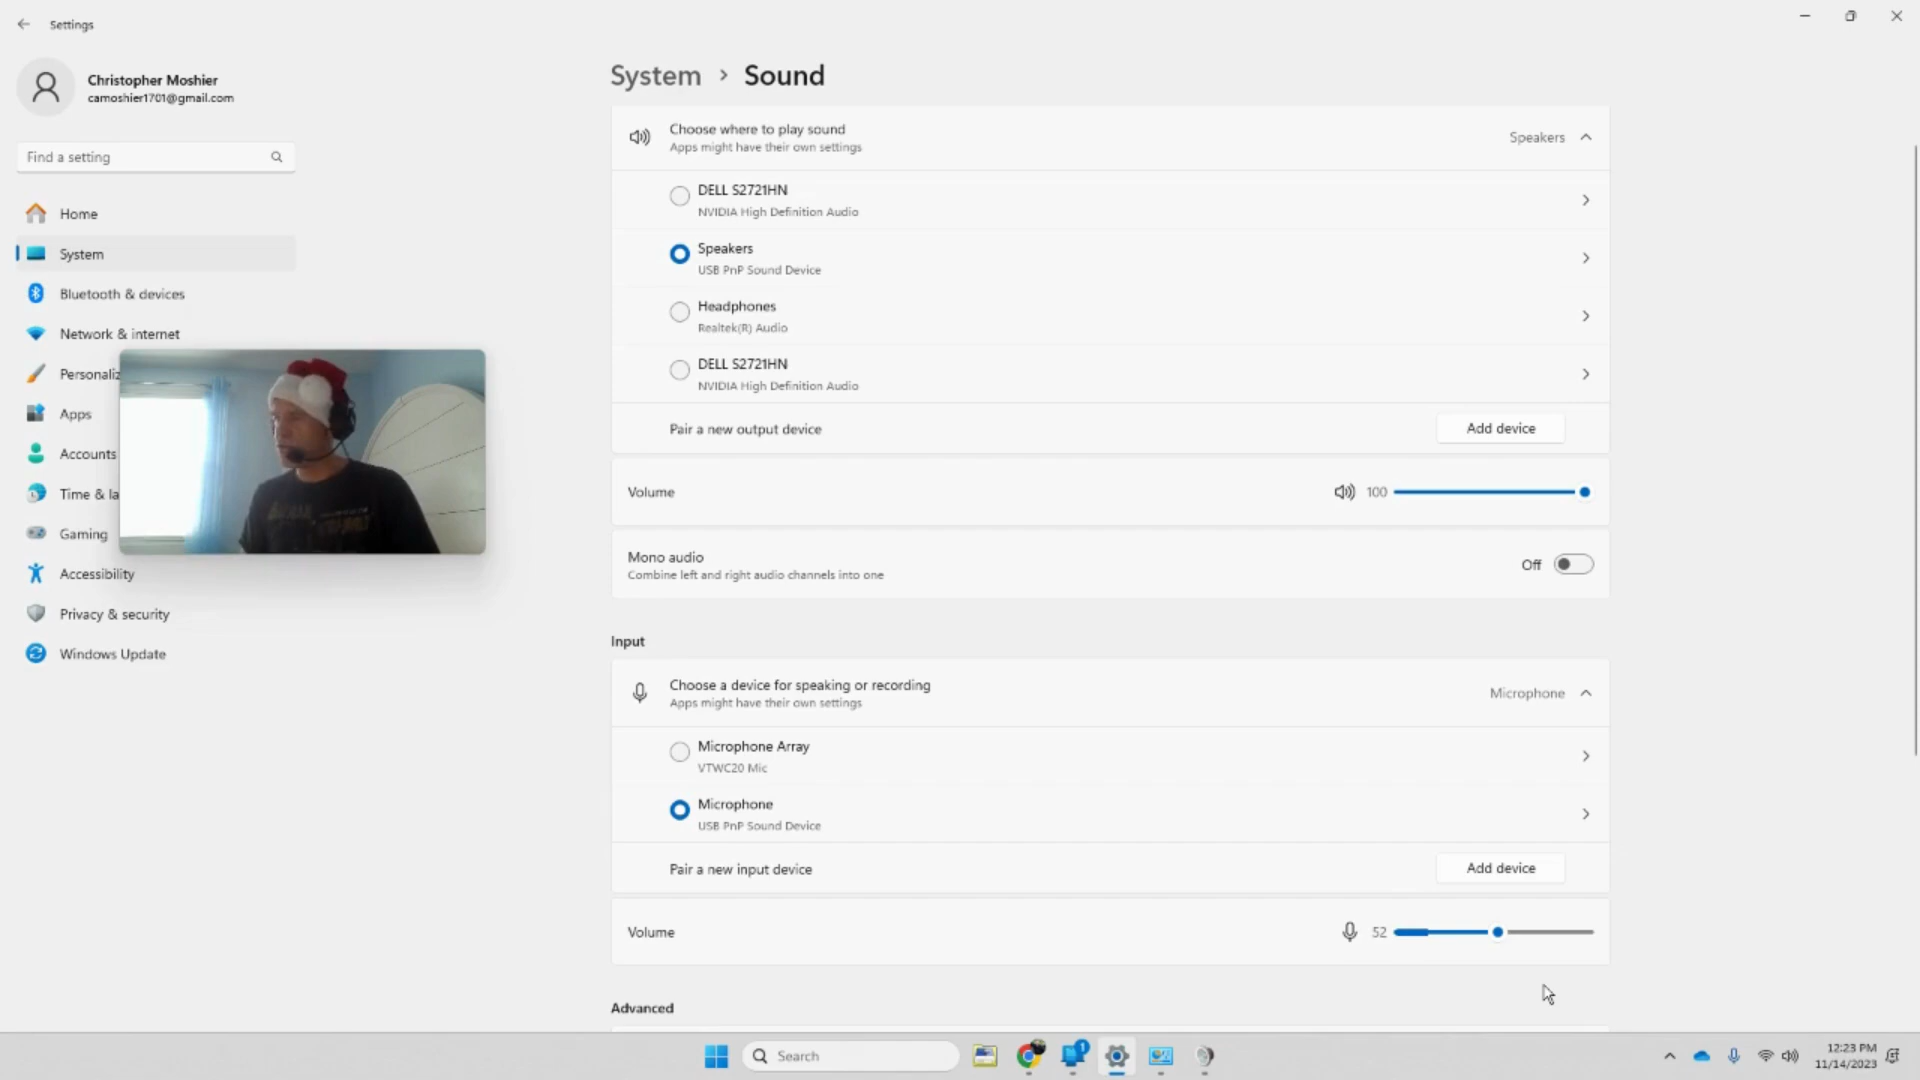 Settings
Christopher Moshier
camoshier1701@gmail.com
Find a setting
Home
System
Bluetooth & devices
Network & internet
Personaliz
Apps
Accounts
Time & la
Gaming
Accessibility
Privacy & security
Windows Update
System > Sound
Choose where to play sound
Apps might have their own settings
Speakers
DELL S2721HN
NVIDIA High Definition Audio
Speakers
USB PnP Sound Device
Headphones
Realtek(R) Audio
DELL S2721HN
NVIDIA High Definition Audio
Pair a new output device
Add device
Volume
100
Mono audio
Combine left and right audio channels into one
Off
Input
Choose a device for speaking or recording
Apps might have their own settings
Microphone
Microphone Array
VTWC20 Mic
Microphone
USB PnP Sound Device
Pair a new input device
Add device
Volume
52
Advanced
Search
1
12:23 PM
11/14/2023